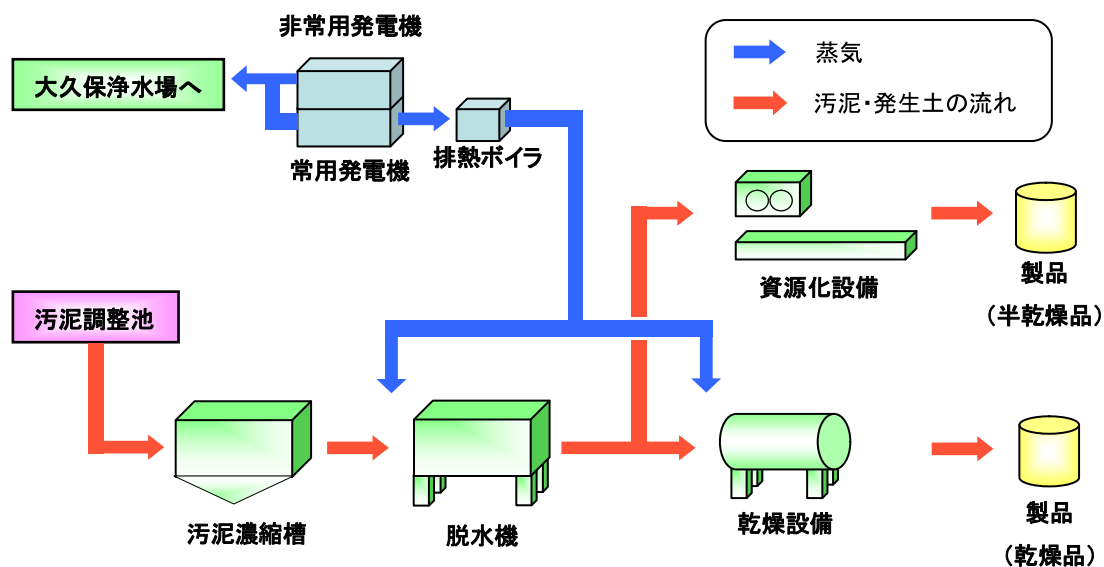 非常用発電機
大久保浄水場へ
常用発電機
排熱ボイラ
蒸気
汚泥・発生土の流れ
資源化設備
製品
（半乾燥品）
汚泥調整池
汚泥濃縮槽
脱水機
乾燥設備
製品
（乾燥品）